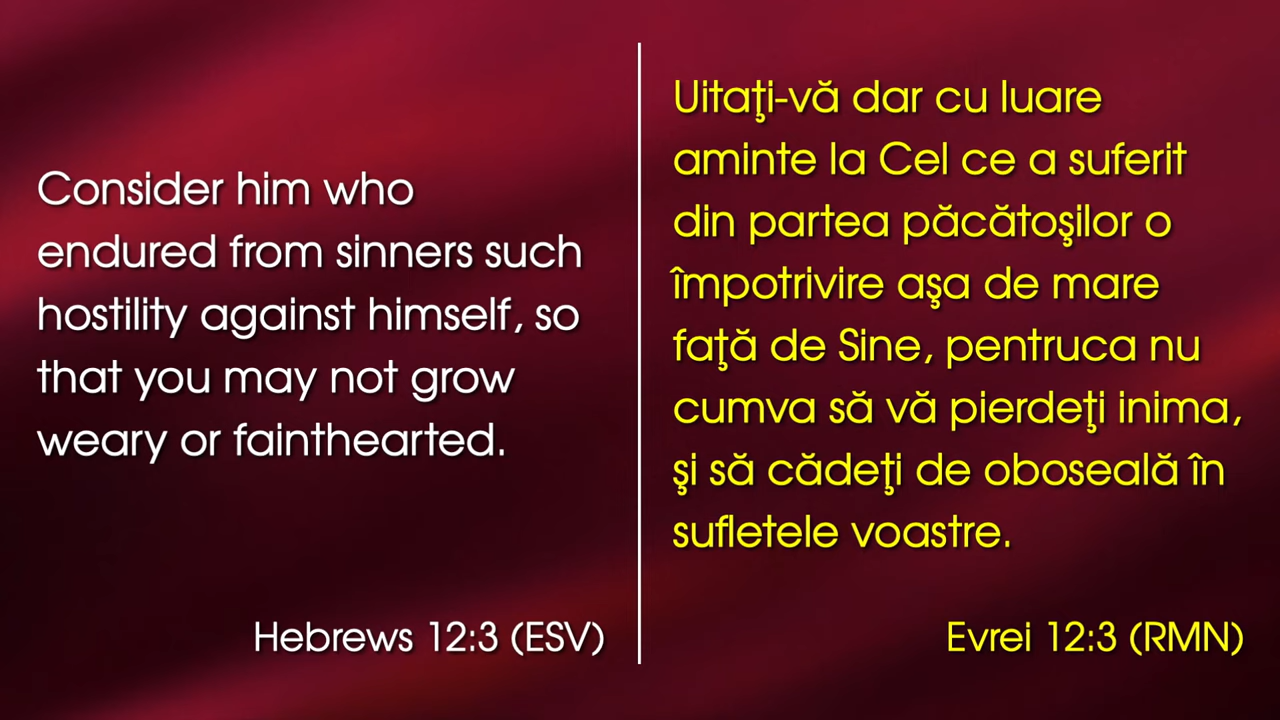 Consider him who
endured from sinners such
hostility against himself, so
that you may not grow
weary or fainthearted.
Hebrews 12:3 (ESV)
Uitaţi-vă dar cu luare
aminte la Cel ce a suferit
din partea păcătoşilor o
împotrivire aşa de mare
faţă de Sine, pentruca nu
cumva să vă pierdeţi inima,
şi să cădeţi de oboseală în
sufletele voastre.
Evrei 12:3 (RMN)